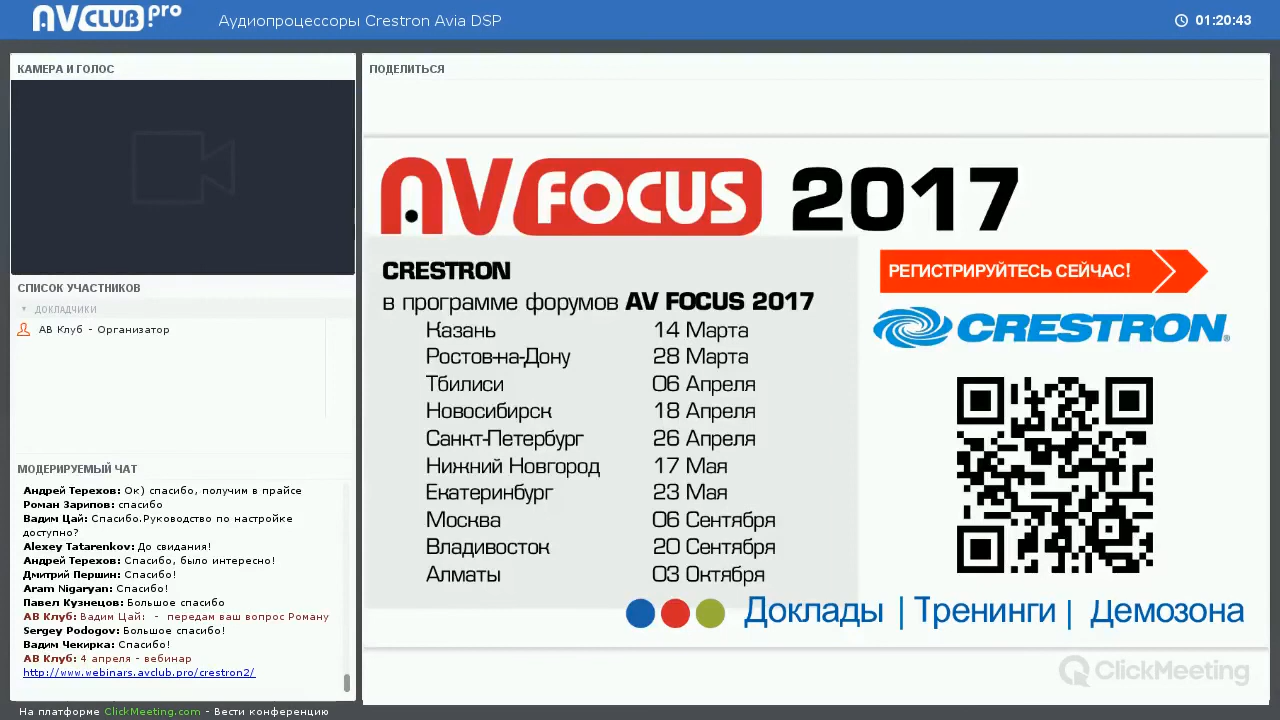 AVCLUB.pro
Аудиопроцессоры Crestron Avia DSP
01:20:43
КАМЕРА И ГОЛОС
СПИСОК УЧАСТНИКОВ
ДОКЛАДЧИКИ
АВ Клуб - Организатор
МОДЕРИРУЕМЫЙ ЧАТ
Андрей Терехов: Ок) спасибо, получим в прайсе
Роман Зарипов: спасибо
Вадим Цай: Спасибо.Руководство по настройке
доступно?
Alexey Tatarenkov: До свидания!
Андрей Терехов: Спасибо, было интересно!
Дмитрий Першин: Спасибо!
Aram Nigaryan: Спасибо!
Павел Кузнецов: Большое спасибо
АВ Клуб: Вадим Цай: - передам ваш вопрос Роману
Sergey Podogov: Большое спасибо!
Вадим Чекирка: Спасибо!
АВ Клуб: 4 апреля - вебинар
http://www.webinars.avclub.pro/crestron2/
На платформе ClickMeeting.com - Вести конференцию
ПОДЕЛИТЬСЯ
AV FOCUS 2017
CRESTRON
в программе форумов AV FOCUS 2017
Казань 14 Марта
Ростов-на-Дону 28 Марта
Тбилиси 06 Апреля
Новосибирск 18 Апреля
Санкт-Петербург 26 Апреля
Нижний Новгород 17 Мая
Екатеринбург 23 Мая
Москва 06 Сентября
Владивосток 20 Сентября
Алматы 03 Октября
РЕГИСТРИРУЙТЕСЬ СЕЙЧАС!
CRESTRON®
Доклады | Тренинги | Демозона
ClickMeeting